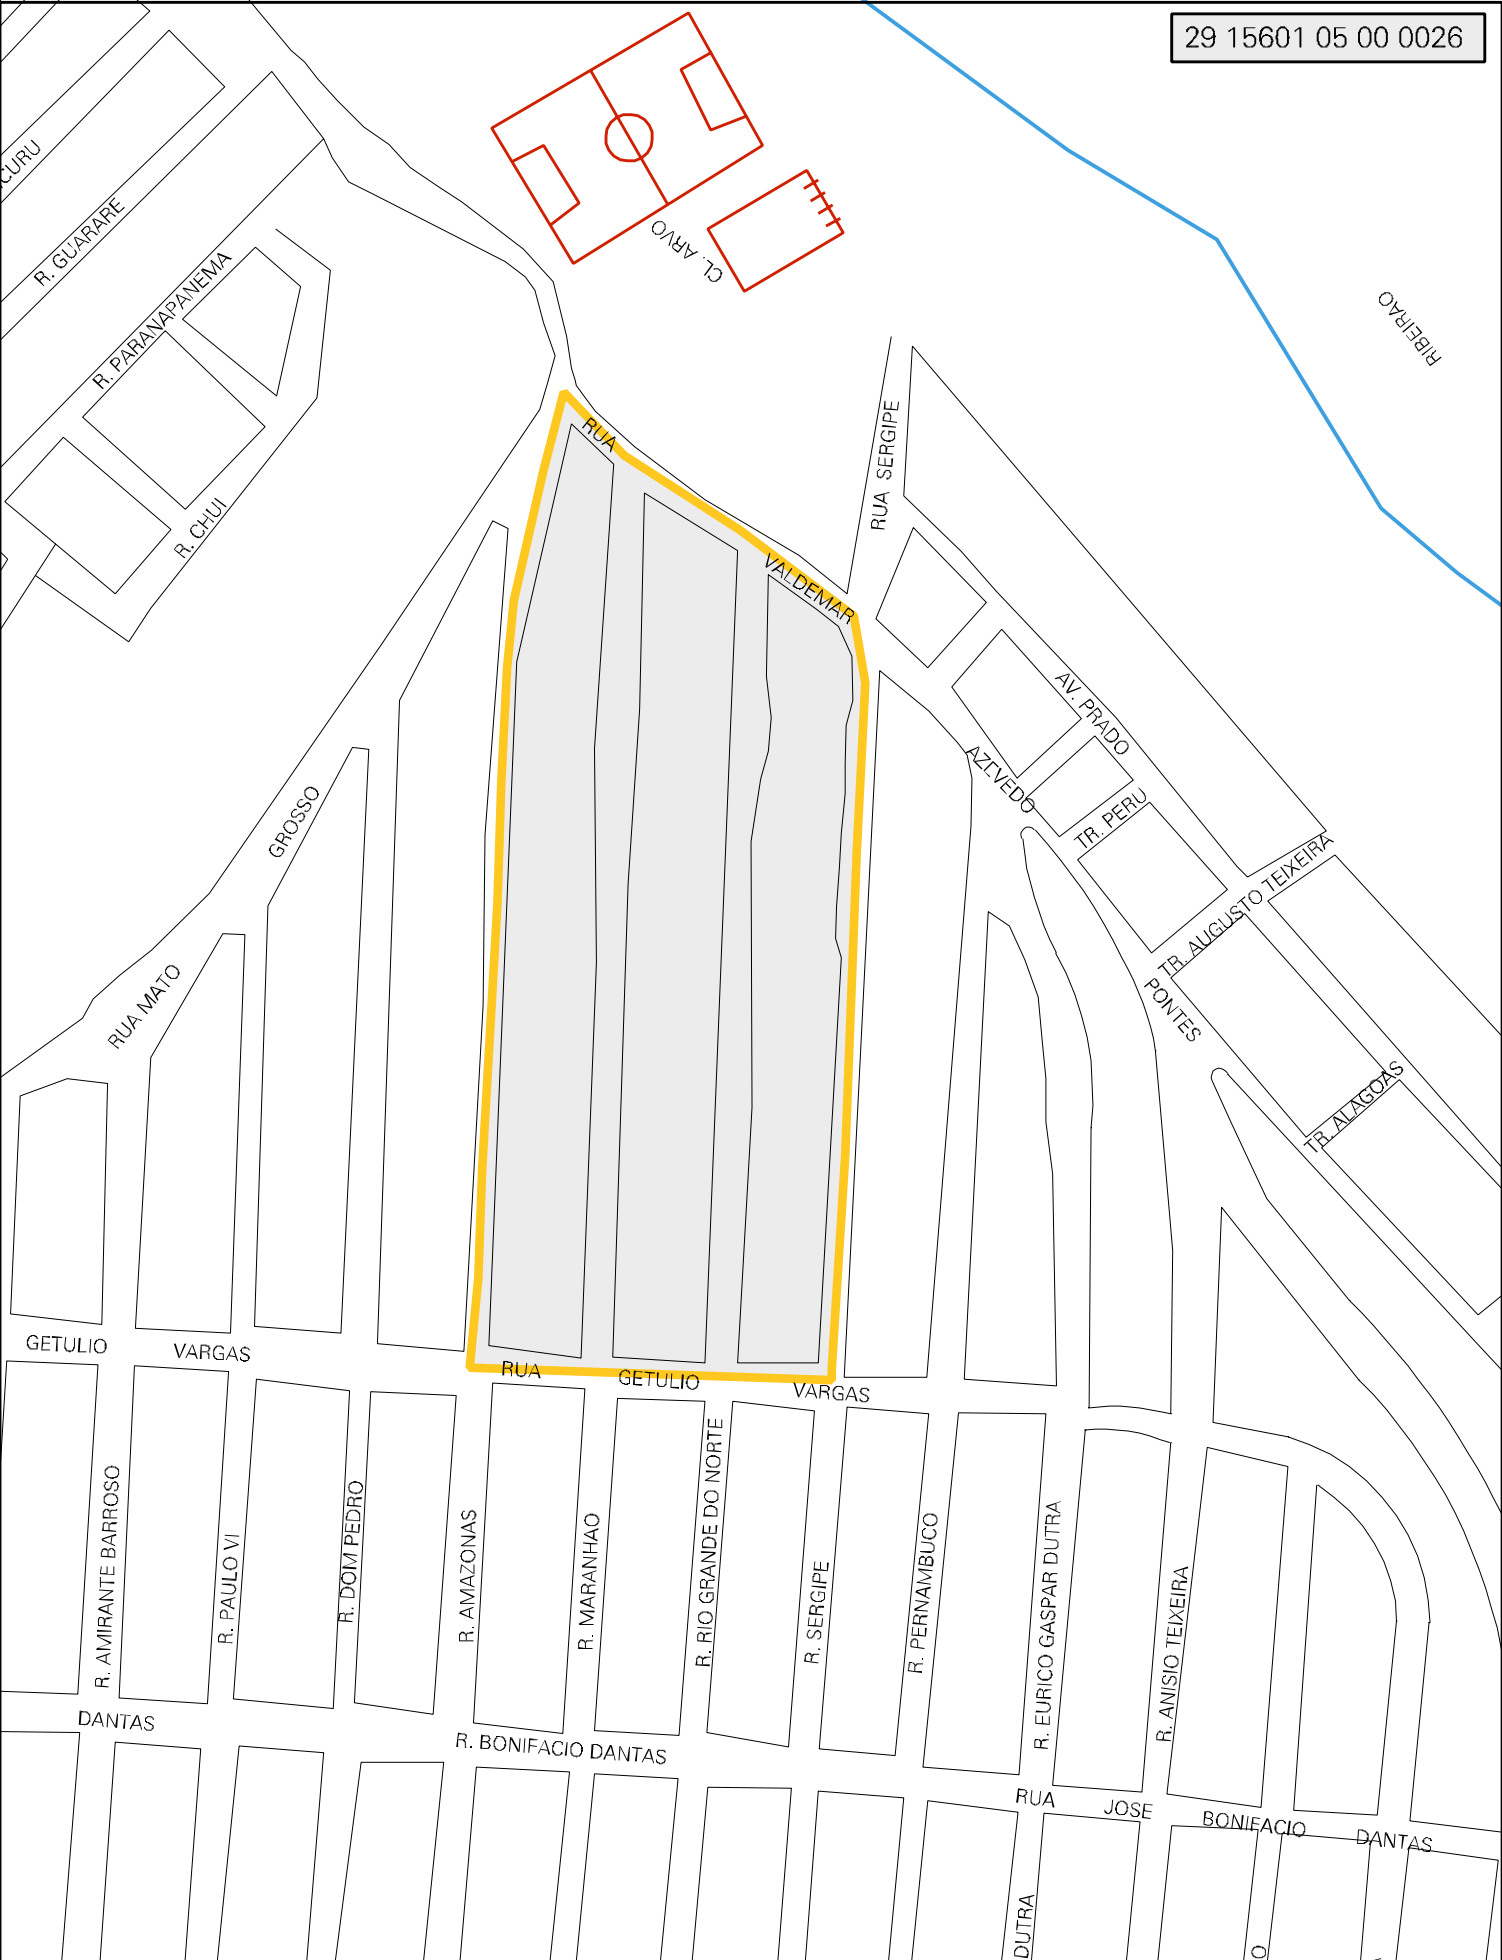 29 15601 05 00 0026
CURU
R. GUARARE
R. PARANAPANEMA
R. CHUI
CL. ARVO
RIBEIRAO
RUA SERGIPE
RUA
VALDEMAR
AZEVEDO
PONTES
AV. PRADO
TR. PERU
TR. AUGUSTO TEIXEIRA
TR. ALAGOAS
RUA MATO
GROSSO
GETULIO
VARGAS
RUA
GETULIO
VARGAS
R. AMIRANTE BARROSO
R. PAULO VI
R. DOM PEDRO
R. AMAZONAS
R. MARANHAO
R. RIO GRANDE DO NORTE
R. SERGIPE
R. PERNAMBUCO
R. EURICO GASPAR DUTRA
R. ANISIO TEIXEIRA
DANTAS
R. BONIFACIO DANTAS
RUA
JOSE
BONIFACIO
DANTAS
DUTRA
O